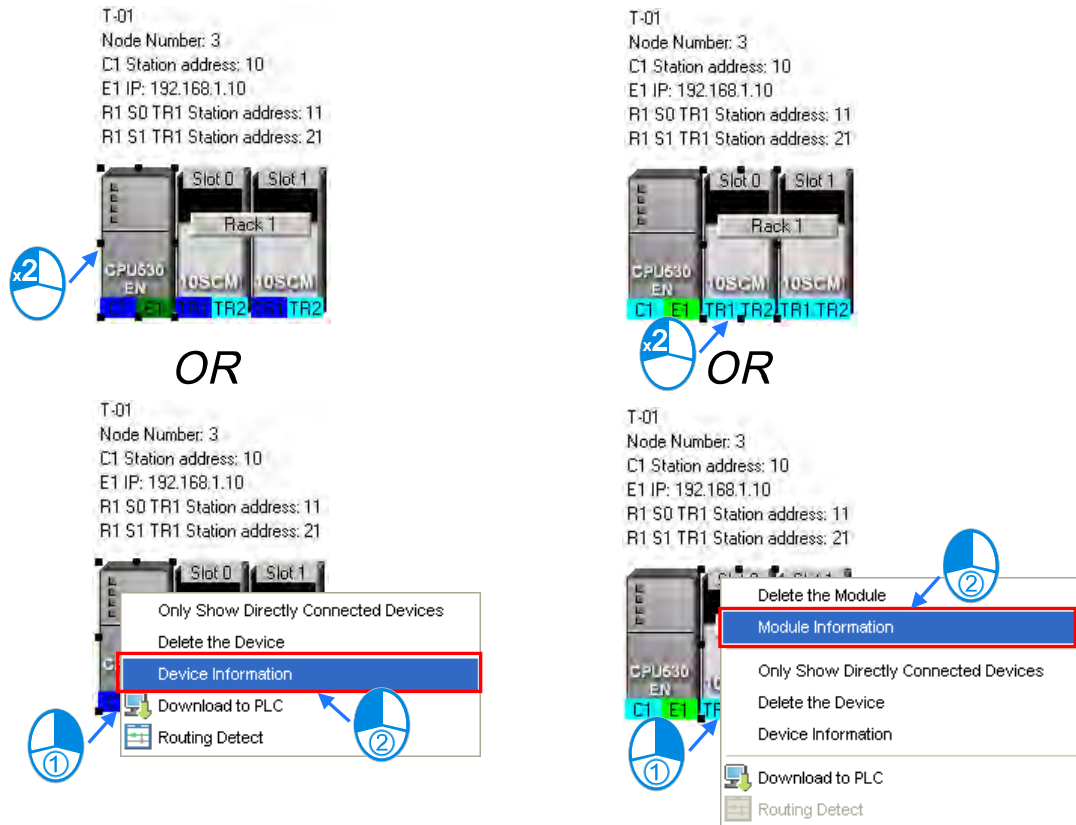 T-01
Node Number: 3
C1 Station address: 10
E1 IP: 192.168.1.10
R1 S0 TR1 Station address: 11
R1 S1 TR1 Station address: 21
Slot 0 Slot 1
Rack 1
CPU530
EN
10SCM 10SCM
C1 E1 TR1 TR2 TR1 TR2
x2
OR
T-01
Node Number: 3
C1 Station address: 10
E1 IP: 192.168.1.10
R1 S0 TR1 Station address: 11
R1 S1 TR1 Station address: 21
Slot 0 Slot 1
Only Show Directly Connected Devices
Delete the Device
Device Information
Download to PLC
Routing Detect
1
2
T-01
Node Number: 3
C1 Station address: 10
E1 IP: 192.168.1.10
R1 S0 TR1 Station address: 11
R1 S1 TR1 Station address: 21
Slot 0 Slot 1
Rack 1
CPU530
EN
10SCM 10SCM
C1 E1 TR1 TR2 TR1 TR2
x2
OR
T-01
Node Number: 3
C1 Station address: 10
E1 IP: 192.168.1.10
R1 S0 TR1 Station address: 11
R1 S1 TR1 Station address: 21
CPU530
EN
C1 E1
Delete the Module
Module Information
Only Show Directly Connected Devices
Delete the Device
Device Information
Download to PLC
Routing Detect
1
2